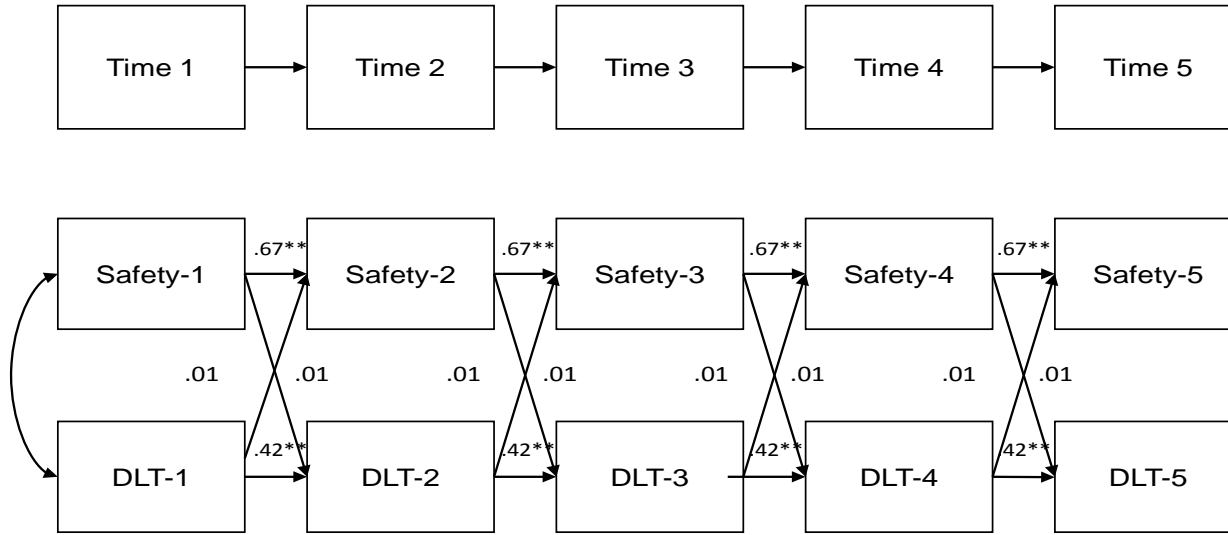 Time 1 Time 2 Time 3 Time 4 Time 5
.67** .67** .67** .67**
Safety-1 Safety-2 Safety-3 Safety-4 Safety-5
.01 .01 .01 .01 .01 .01 .01 .01
.42** .42** .42** .42**
DLT-1 DLT-2 DLT-3 DLT-4 DLT-5